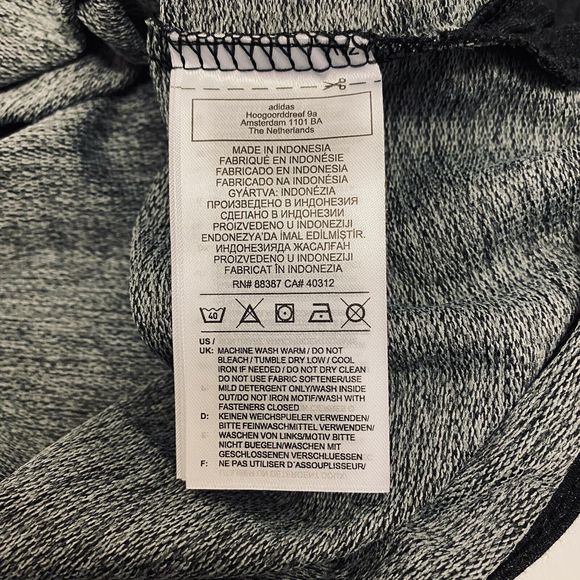 adidas
Hoogoorddreef 9a
Amsterdam 1101 BA
The Netherlands
MADE IN INDONESIA
FABRIQUÉ EN INDONÉSIE
FABRICADO EN INDONESIA
FABRICADO NA INDONÉSIA
GYÁRTVA: INDONÉZIA
ПРОИЗВЕДЕНО В ИНДОНЕЗИЯ
СДЕЛАНО В ИНДОНЕЗИИ
PROIZVEDENO U INDONEZIJI
ENDONEZYA'DA İMAL EDİLMİŞTİR.
ИНДОНЕЗИЯДА ЖАСАЛҒАН
PROIZVEDENO U INDONEZIJI
FABRICAT ÎN INDONEZIA
RN# 88387 CA# 40312
40
US /
UK: MACHINE WASH WARM / DO NOT
BLEACH / TUMBLE DRY LOW / COOL
IRON IF NEEDED / DO NOT DRY CLEAN
DO NOT USE FABRIC SOFTENER/USE
MILD DETERGENT ONLY/WASH INSIDE
OUT/DO NOT IRON MOTIF/WASH WITH
FASTENERS CLOSED
D: KEINEN WEICHSPUELER VERWENDEN/
BITTE FEINWASCHMITTEL VERWENDEN/
WASCHEN VON LINKS/MOTIV BITTE
NICHT BUEGELN/WASCHEN MIT
GESCHLOSSENEN VERSCHLUESSEN
F: NE PAS UTILISER D'ASSOUPLISSEUR/